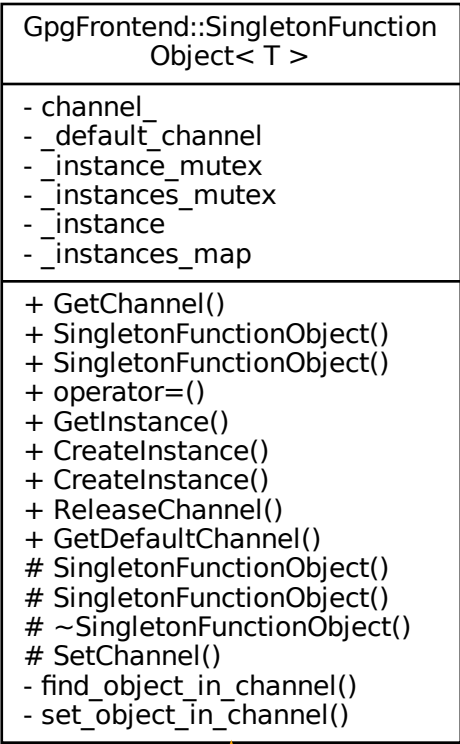 GpgFrontend::SingletonFunction
Object< T >
- channel_
- _default_channel
- _instance_mutex
- _instances_mutex
- _instance
- _instances_map
+ GetChannel()
+ SingletonFunctionObject()
+ SingletonFunctionObject()
+ operator=()
+ GetInstance()
+ CreateInstance()
+ CreateInstance()
+ ReleaseChannel()
+ GetDefaultChannel()
# SingletonFunctionObject()
# SingletonFunctionObject()
# ~SingletonFunctionObject()
# SetChannel()
- find_object_in_channel()
- set_object_in_channel()